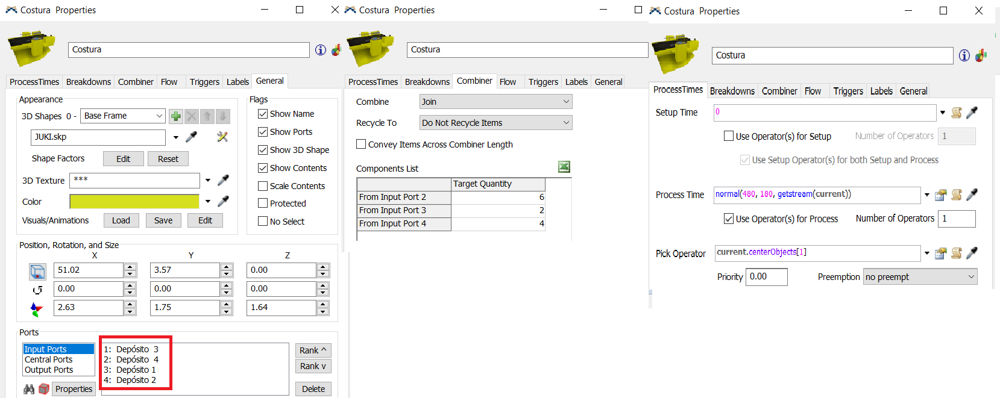 Costura  Properties
Costura
ProcessTimes Breakdowns Combiner Flow Triggers Labels General
Appearance
3D Shapes 0 - Base Frame
JUKI.skp
Shape Factors Edit Reset
3D Texture ***
Color
Visuals/Animations Load Save Edit
Flags
Show Name
Show Ports
Show 3D Shape
Show Contents
Scale Contents
Protected
No Select
Position, Rotation, and Size
X Y Z
51.02 3.57 0.00
0.00 0.00 0.00
2.63 1.75 1.64
Ports
Input Ports
Central Ports
Output Ports
Properties
1: Depósito 3
2: Depósito 4
3: Depósito 1
4: Depósito 2
Rank ^
Rank v
Delete
Costura  Properties
Costura
ProcessTimes Breakdowns Combiner Flow Triggers Labels General
Combine Join
Recycle To Do Not Recycle Items
Convey Items Across Combiner Length
Components List
Target Quantity
From Input Port 2 6
From Input Port 3 2
From Input Port 4 4
Costura  Properties
Costura
ProcessTimes Breakdowns Combiner Flow Triggers Labels General
Setup Time 0
Use Operator(s) for Setup Number of Operators 1
Use Setup Operator(s) for both Setup and Process
Process Time normal(480, 180, getstream(current))
Use Operator(s) for Process Number of Operators 1
Pick Operator current.centerObjects[1]
Priority 0.00 Preemption no preempt